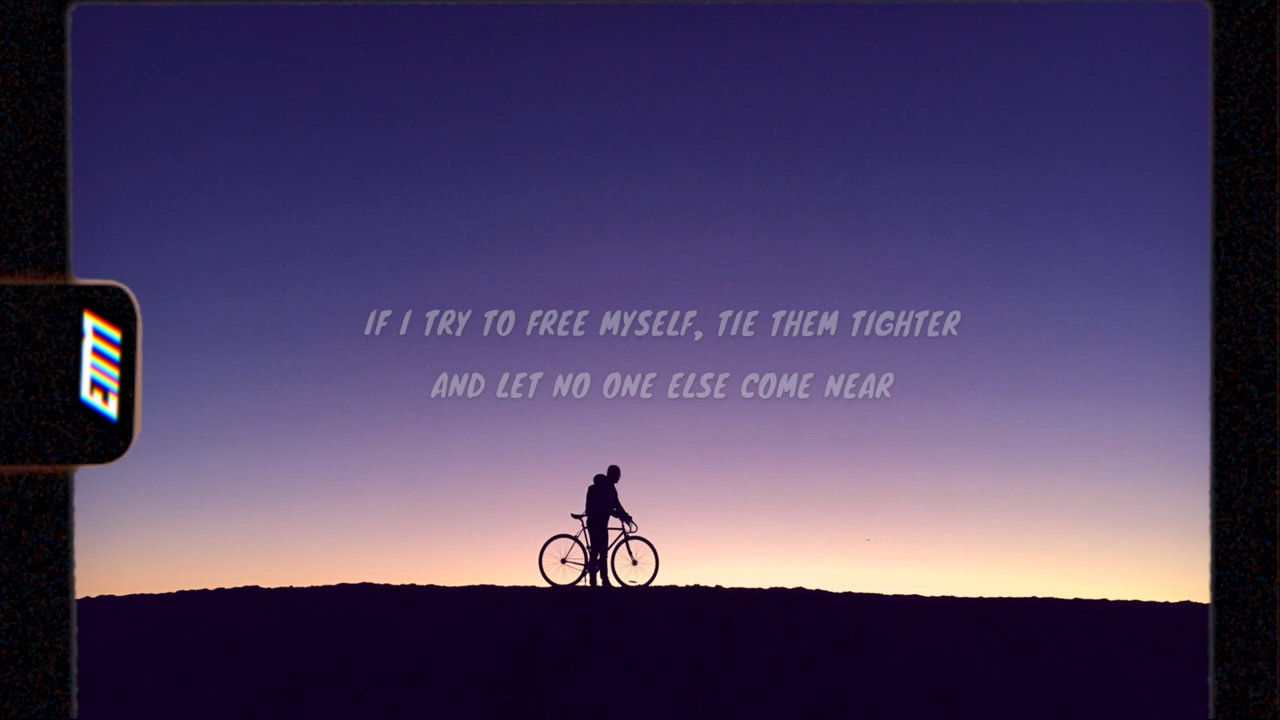 IF I TRY TO FREE MYSELF, TIE THEM TIGHTER
AND LET NO ONE ELSE COME NEAR